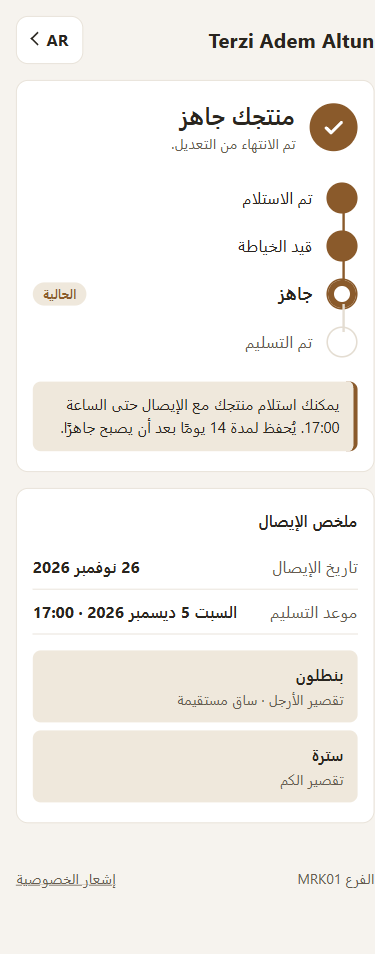 Terzi Adem Altun
AR
منتجك جاهز
تم الانتهاء من التعديل.
تم الاستلام
قيد الخياطة
جاهز
الحالية
تم التسليم
يمكنك استلام منتجك مع الإيصال حتى الساعة
17:00. يُحفظ لمدة 14 يومًا بعد أن يصبح جاهزًا.
ملخص الإيصال
تاريخ الإيصال
26 نوفمبر 2026
موعد التسليم
السبت 5 ديسمبر 2026 · 17:00
بنطلون
تقصير الأرجل · ساق مستقيمة
سترة
تقصير الكم
الفرع MRK01
إشعار الخصوصية